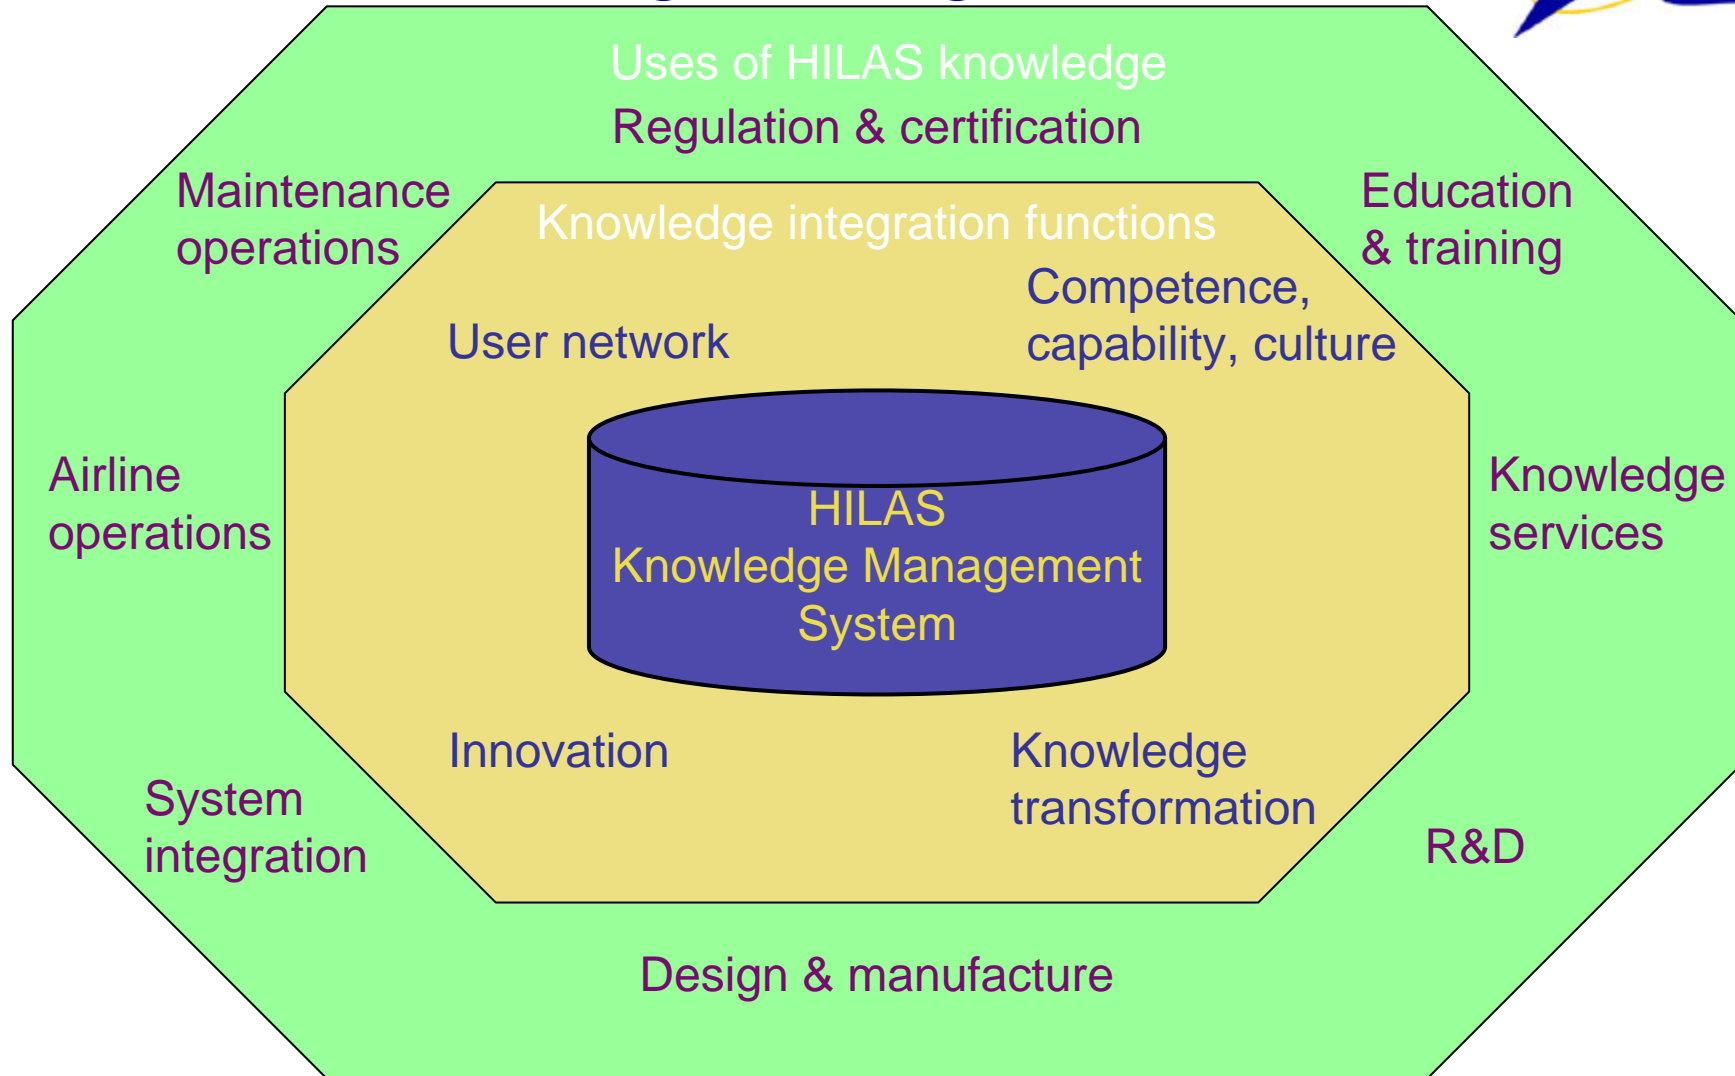 Uses of HILAS knowledge
Regulation & certification
Maintenance
operations
Education
& training
Knowledge integration functions
Competence,
capability, culture
User network
Airline
operations
HILAS
Knowledge Management
System
Knowledge
services
Innovation
Knowledge
transformation
System
integration
R&D
Design & manufacture